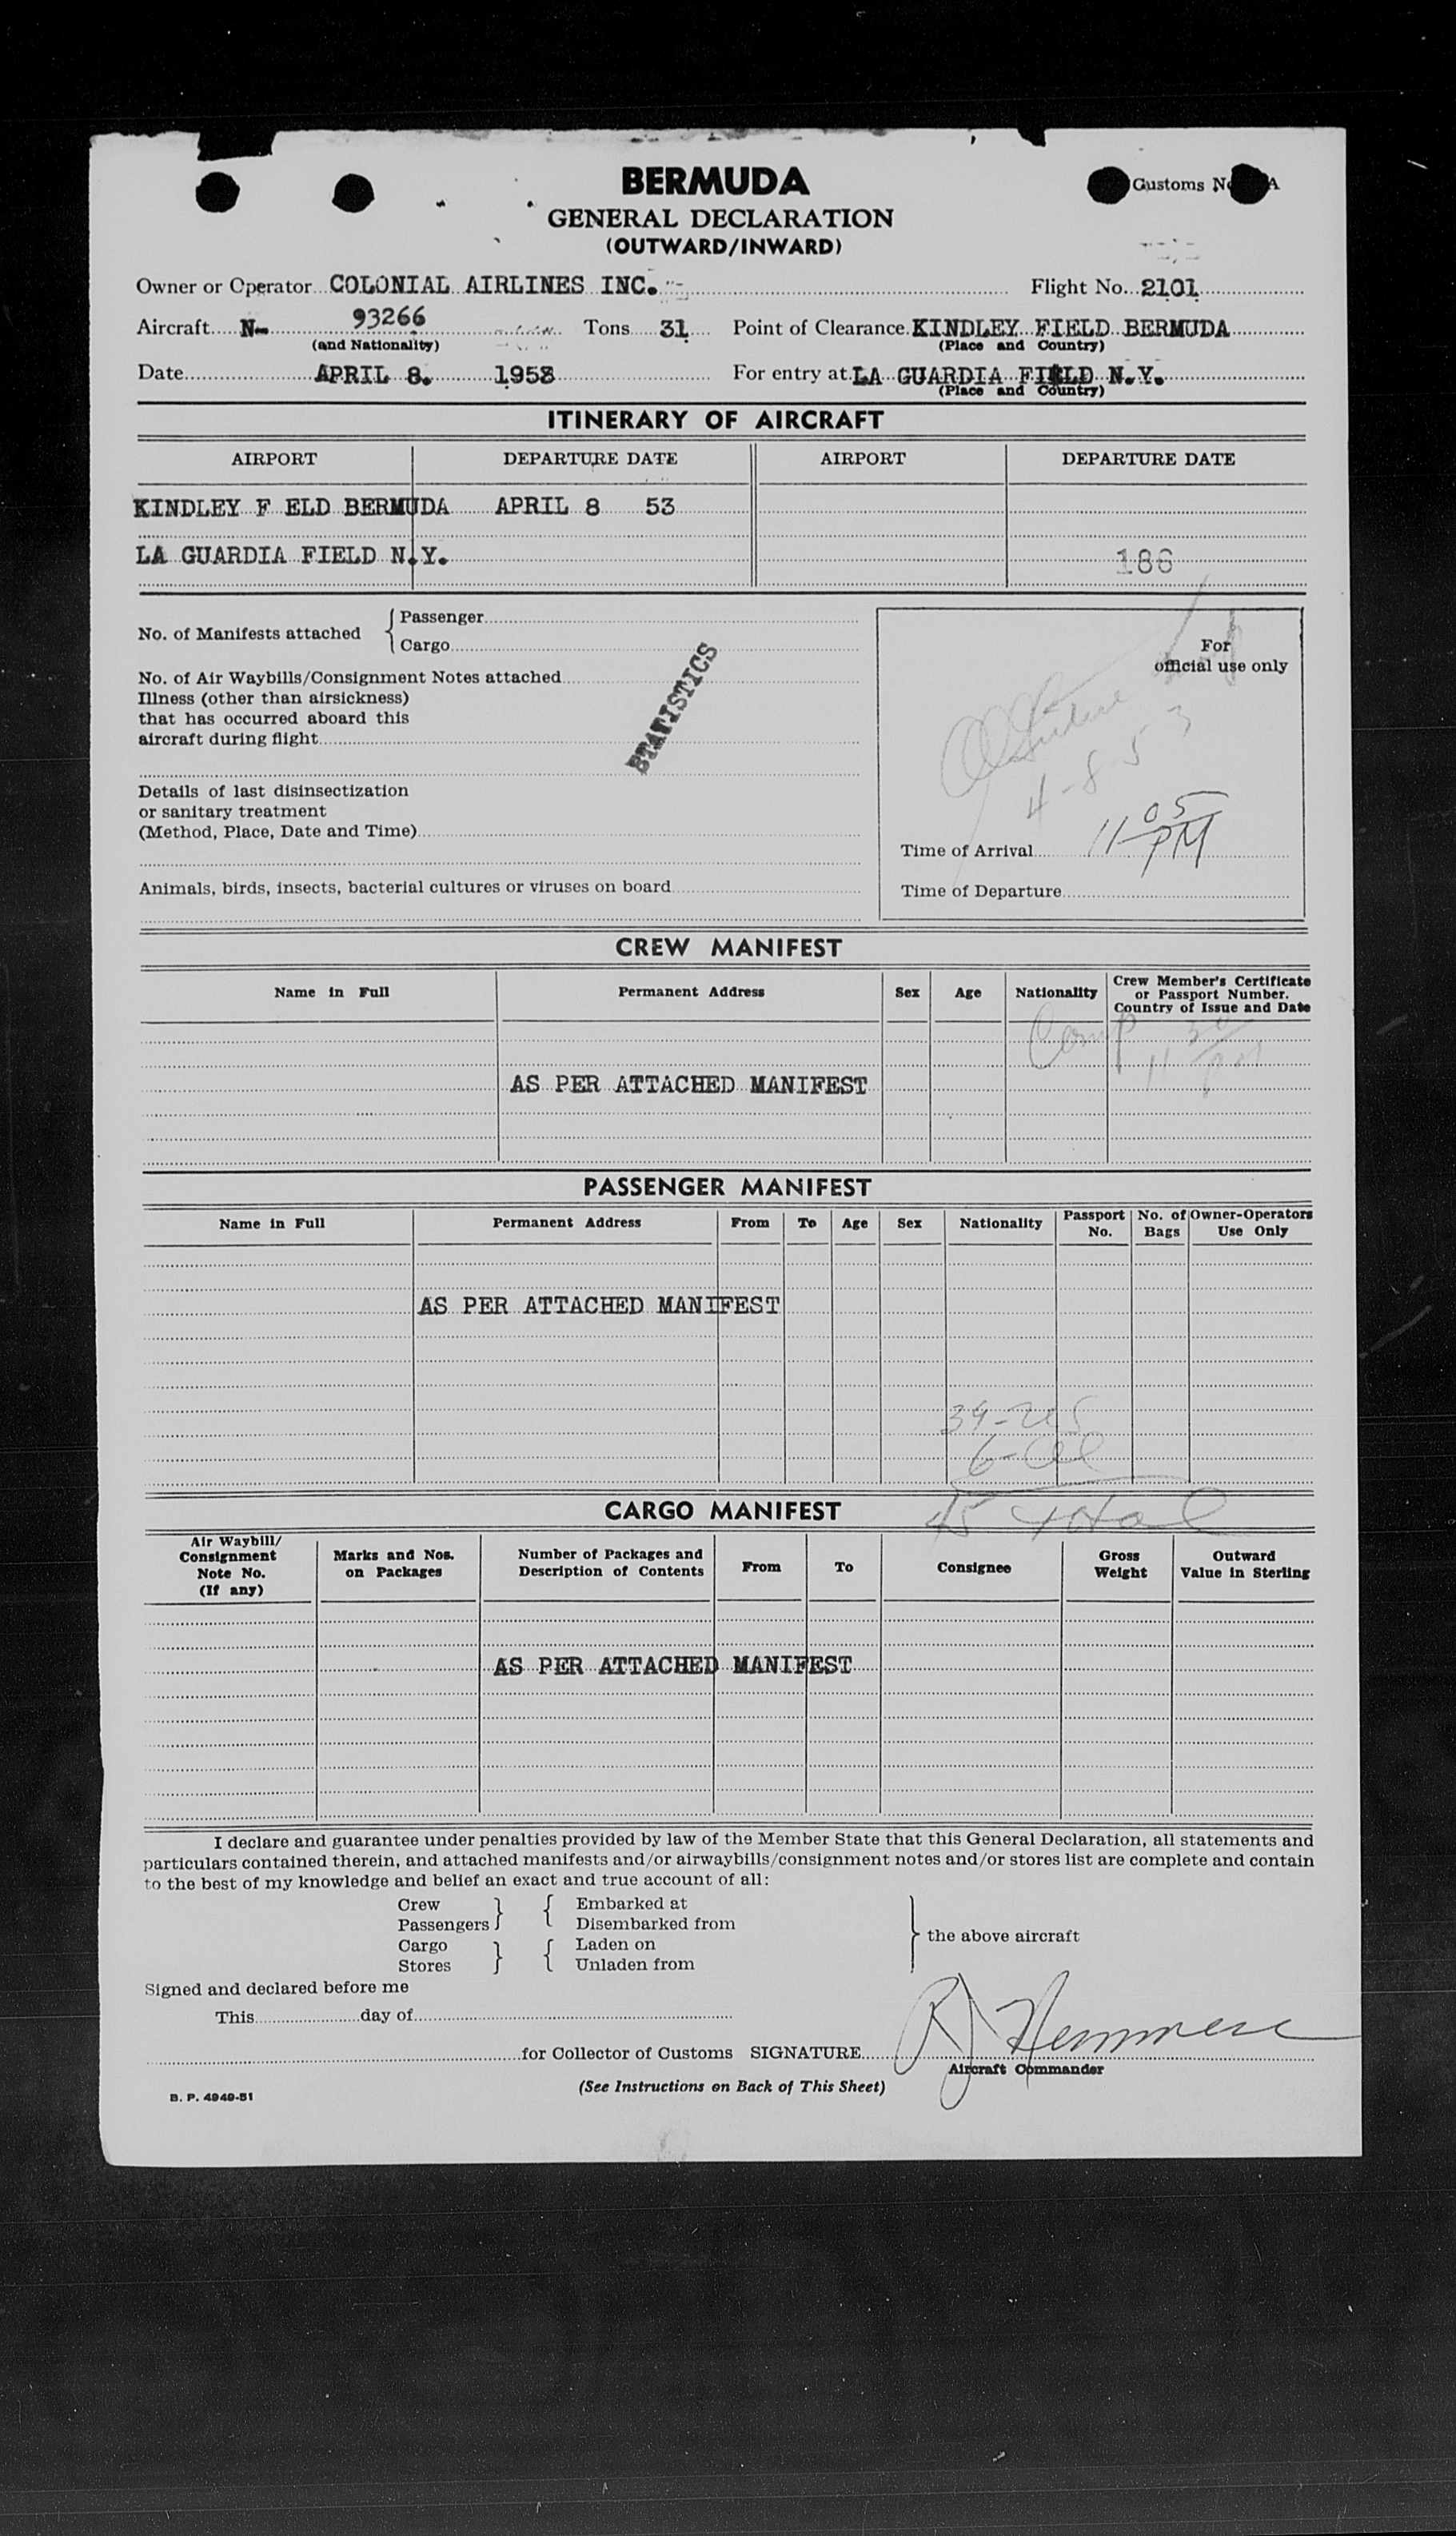 BERMUDA
Customs No. A
GENERAL DECLARATION
(OUTWARD/INWARD)
Owner or Operator COLONIAL AIRLINES INC. Flight No. 2101
Aircraft N- 93266 Tons 31 Point of Clearance KINDLEY FIELD BERMUDA
(and Nationality) (Place and Country)
Date APRIL 8. 1953 For entry at LA GUARDIA FIELD N.Y.
(Place and Country)
ITINERARY OF AIRCRAFT
AIRPORT DEPARTURE DATE AIRPORT DEPARTURE DATE
KINDLEY F ELD BERMUDA APRIL 8 53
LA GUARDIA FIELD N.Y. 186
No. of Manifests attached { Passenger
Cargo
For
official use only
No. of Air Waybills/Consignment Notes attached
Illness (other than airsickness)
that has occurred aboard this
aircraft during flight
STATISTICS
4-8-53
Details of last disinsectization
or sanitary treatment
(Method, Place, Date and Time)
Time of Arrival 11 05 PM
Animals, birds, insects, bacterial cultures or viruses on board
Time of Departure
CREW MANIFEST
Name in Full Permanent Address Sex Age Nationality Crew Member's Certificate
or Passport Number.
Country of Issue and Date
Comp 11 30 PM
AS PER ATTACHED MANIFEST
PASSENGER MANIFEST
Name in Full Permanent Address From To Age Sex Nationality Passport No. No. of Bags Owner-Operators Use Only
AS PER ATTACHED MANIFEST
39-
6-
45 total
CARGO MANIFEST
Air Waybill/
Consignment
Note No.
(If any)
Marks and Nos.
on Packages
Number of Packages and
Description of Contents
From To Consignee
Gross
Weight
Outward
Value in Sterling
AS PER ATTACHED MANIFEST
I declare and guarantee under penalties provided by law of the Member State that this General Declaration, all statements and
particulars contained therein, and attached manifests and/or airwaybills/consignment notes and/or stores list are complete and contain
to the best of my knowledge and belief an exact and true account of all:
Crew } { Embarked at
Passengers Disembarked from
} the above aircraft
Cargo } { Laden on
Stores Unladen from
Signed and declared before me
This day of
for Collector of Customs SIGNATURE
Aircraft Commander
(See Instructions on Back of This Sheet)
B. P. 4949-51